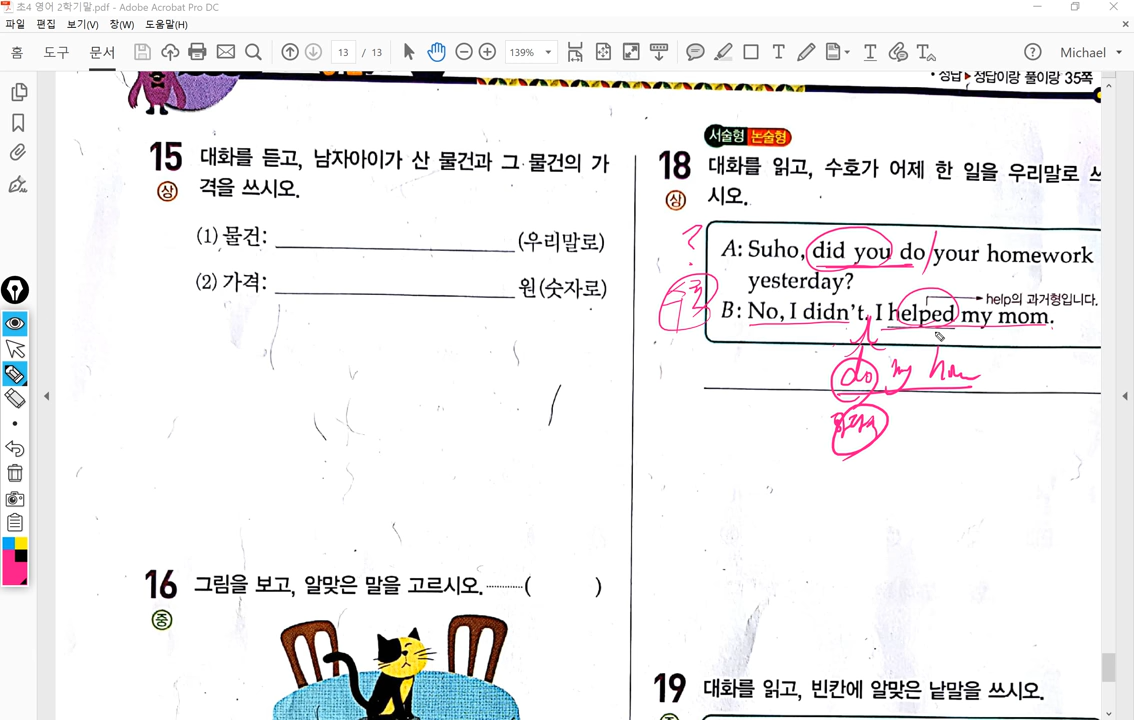 초4 영어 2학기말.pdf - Adobe Acrobat Pro DC
파일 편집 보기(V) 창(W) 도움말(H)
홈 도구 문서 13 / 13 139% Michael
정답 ▶ 정답이랑 풀이랑 35쪽
15 대화를 듣고, 남자아이가 산 물건과 그 물건의 가
상 격을 쓰시오.
(1) 물건: (우리말로)
(2) 가격: 원(숫자로)
16 그림을 보고, 알맞은 말을 고르시오. ············( )
중
서술형 논술형
18 대화를 읽고, 수호가 어제 한 일을 우리말로 쓰
상 시오.
?
A: Suho, did you do / your homework
yesterday?
help의 과거형입니다.
B: No, I didn't. I helped my mom.
do my
19 대화를 읽고, 빈칸에 알맞은 낱말을 쓰시오.